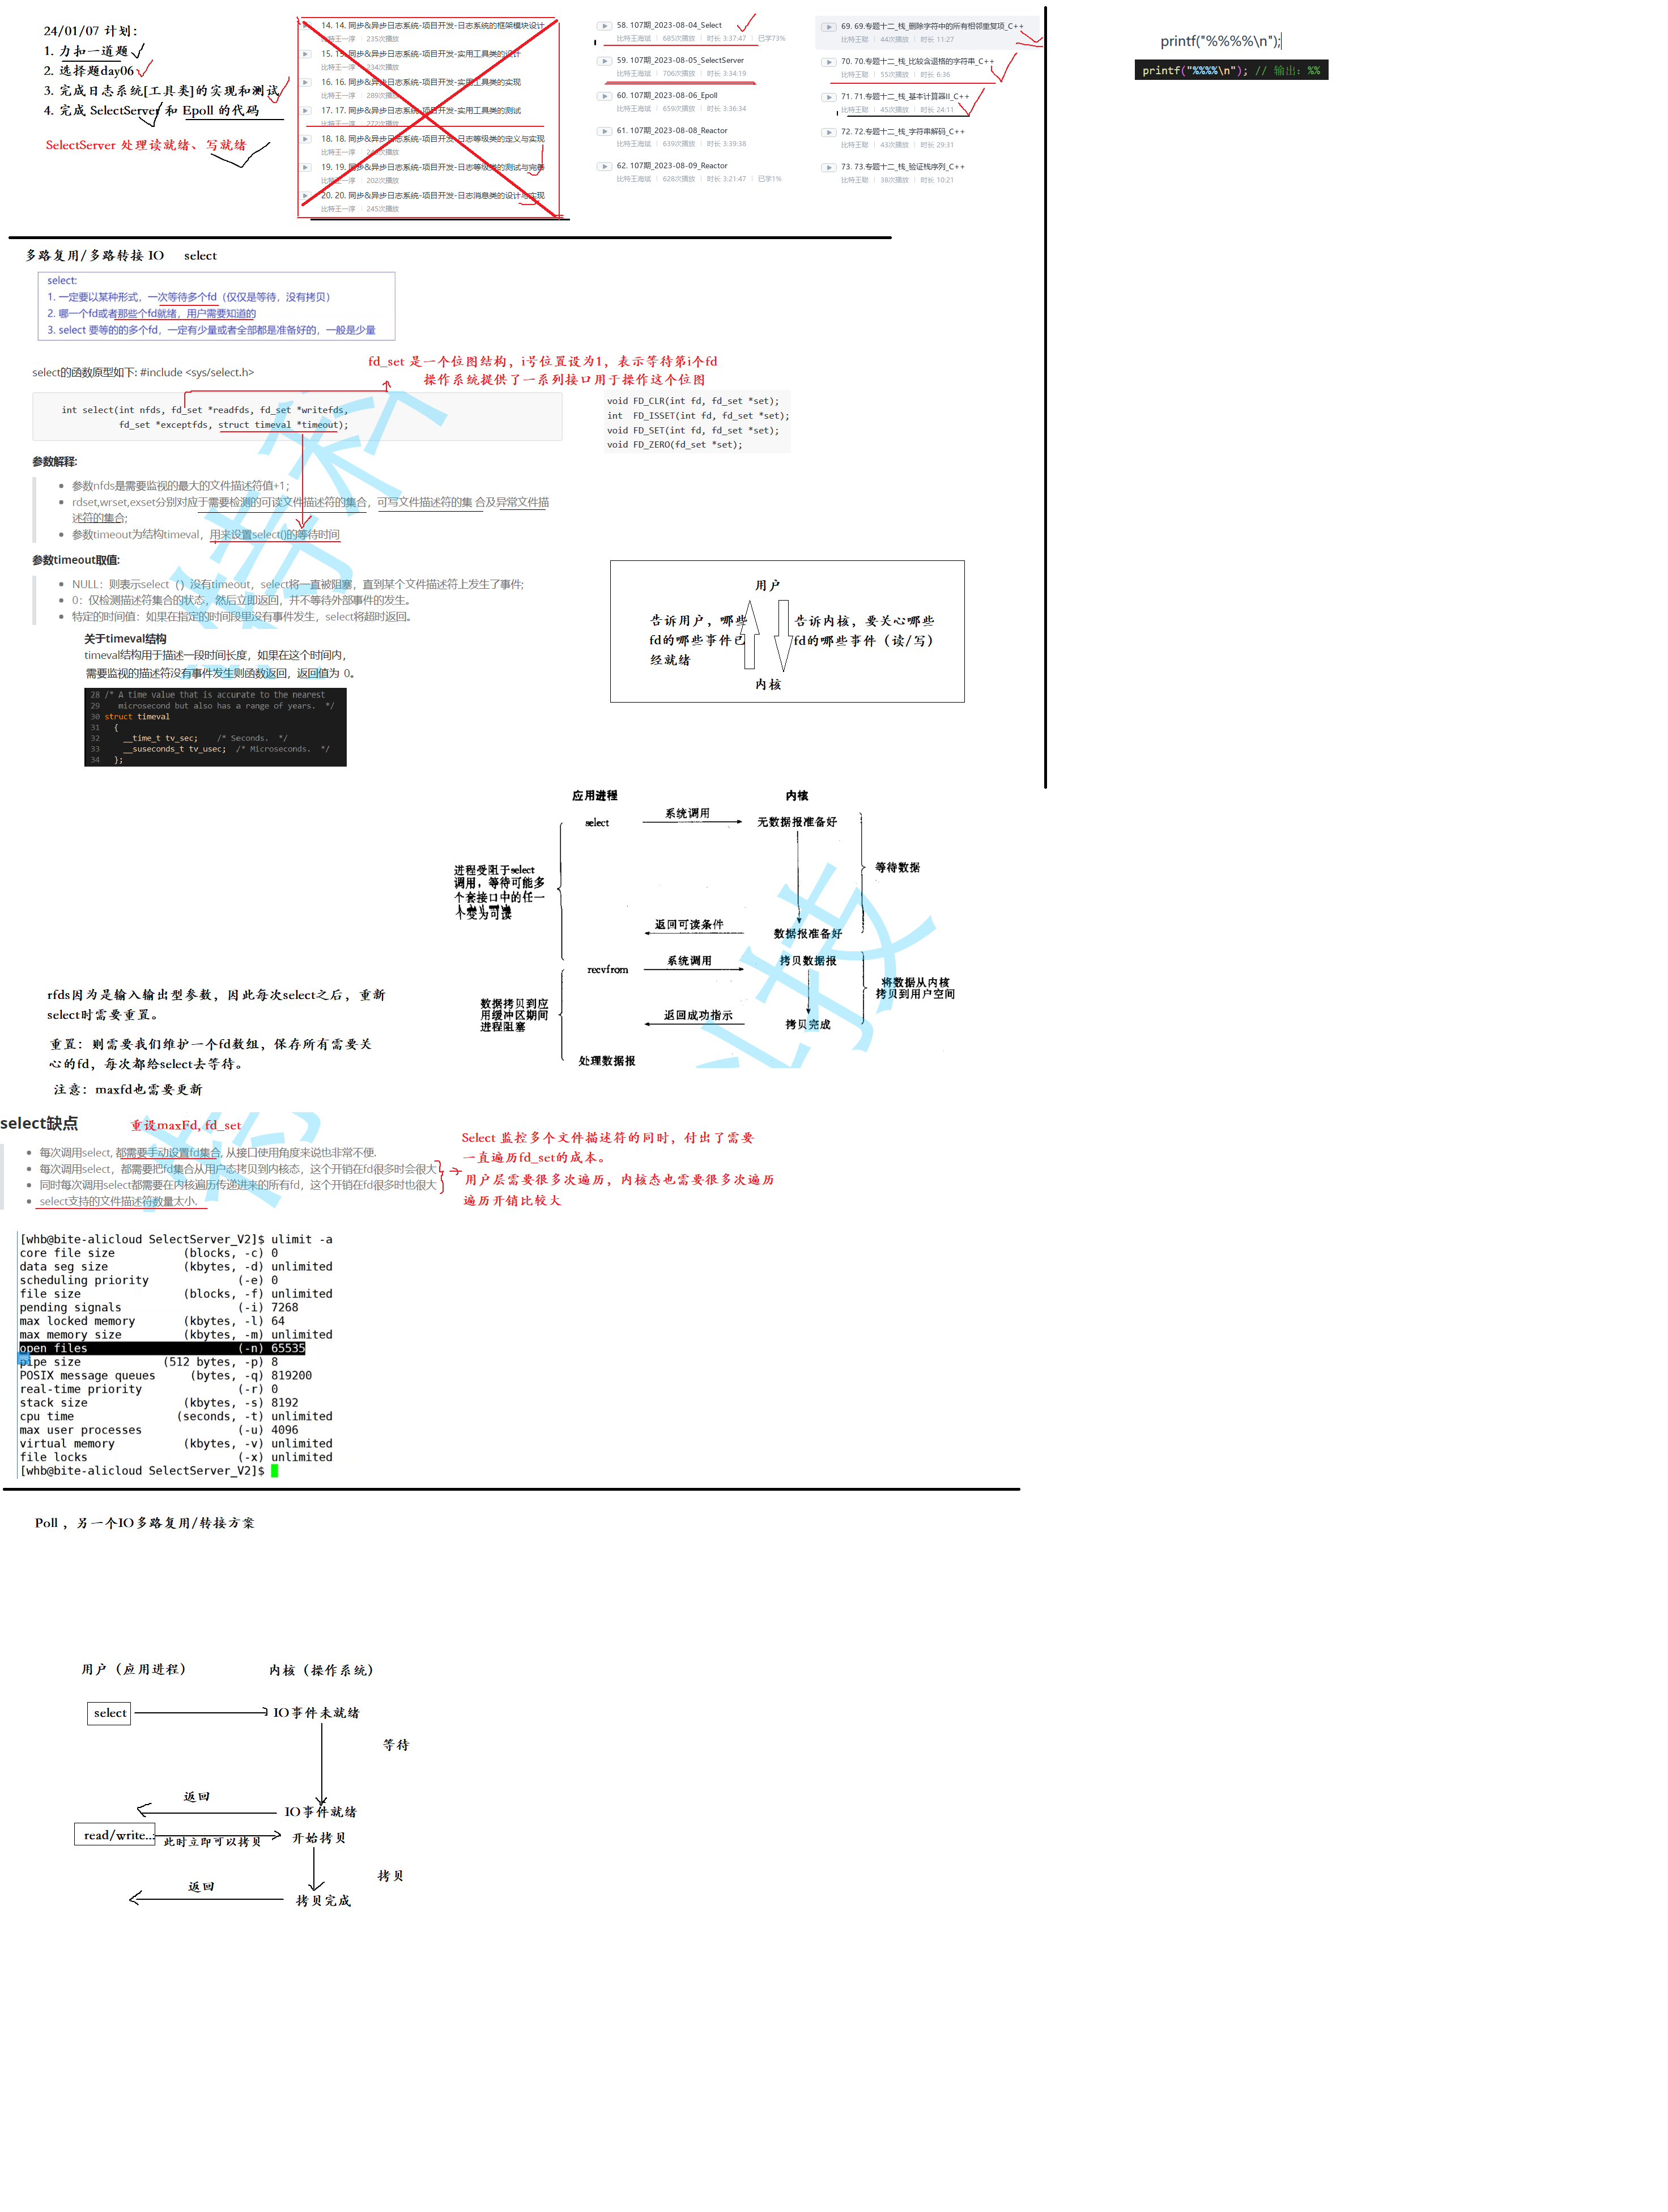 24/01/07 计划：
1. 力扣一道题
2. 选择题day06
3. 完成日志系统[工具类]的实现和测试
4. 完成 SelectServer 和 Epoll 的代码
SelectServer 处理读就绪、写就绪
14. 14. 同步&异步日志系统-项目开发-日志系统的框架模块设计
比特王一淳 235次播放
15. 15. 同步&异步日志系统-项目开发-实用工具类的设计
比特王一淳 234次播放
16. 16. 同步&异步日志系统-项目开发-实用工具类的实现
比特王一淳 289次播放
17. 17. 同步&异步日志系统-项目开发-实用工具类的测试
比特王一淳 272次播放
18. 18. 同步&异步日志系统-项目开发-日志等级类的定义与实现
比特王一淳
19. 19. 同步&异步日志系统-项目开发-日志等级类的测试与完善
比特王一淳 202次播放
20. 20. 同步&异步日志系统-项目开发-日志消息类的设计与实现
比特王一淳 245次播放
58. 107期_2023-08-04_Select
比特王海斌 685次播放 时长 3:37:47 已学73%
59. 107期_2023-08-05_SelectServer
比特王海斌 706次播放 时长 3:34:19
60. 107期_2023-08-06_Epoll
比特王海斌 659次播放 时长 3:36:34
61. 107期_2023-08-08_Reactor
比特王海斌 639次播放 时长 3:39:38
62. 107期_2023-08-09_Reactor
比特王海斌 628次播放 时长 3:21:47 已学1%
69. 69.专题十二_栈_删除字符中的所有相邻重复项_C++
比特王聪 44次播放 时长 11:27
70. 70.专题十二_栈_比较含退格的字符串_C++
比特王聪 55次播放 时长 6:36
71. 71.专题十二_栈_基本计算器II_C++
比特王聪 45次播放 时长 24:11
72. 72.专题十二_栈_字符串解码_C++
比特王聪 43次播放 时长 29:31
73. 73.专题十二_栈_验证栈序列_C++
比特王聪 38次播放 时长 10:21
printf("%%%%\n");
printf("%%%%\n"); // 输出: %%
多路复用/多路转接 IO select
select:
1. 一定要以某种形式，一次等待多个fd（仅仅是等待，没有拷贝）
2. 哪一个fd或者那些个fd就绪，用户需要知道的
3. select 要等的的多个fd，一定有少量或者全部都是准备好的，一般是少量
fd_set 是一个位图结构，i号位置设为1，表示等待第i个fd
操作系统提供了一系列接口用于操作这个位图
select的函数原型如下: #include <sys/select.h>
int select(int nfds, fd_set *readfds, fd_set *writefds,
fd_set *exceptfds, struct timeval *timeout);
void FD_CLR(int fd, fd_set *set);
int FD_ISSET(int fd, fd_set *set);
void FD_SET(int fd, fd_set *set);
void FD_ZERO(fd_set *set);
参数解释:
参数nfds是需要监视的最大的文件描述符值+1；
rdset,wrset,exset分别对应于需要检测的可读文件描述符的集合，可写文件描述符的集 合及异常文件描
述符的集合;
参数timeout为结构timeval，用来设置select()的等待时间
参数timeout取值:
NULL：则表示select（）没有timeout，select将一直被阻塞，直到某个文件描述符上发生了事件;
0：仅检测描述符集合的状态，然后立即返回，并不等待外部事件的发生。
特定的时间值：如果在指定的时间段里没有事件发生，select将超时返回。
关于timeval结构
timeval结构用于描述一段时间长度，如果在这个时间内，
需要监视的描述符没有事件发生则函数返回，返回值为 0。
28 /* A time value that is accurate to the nearest
29 microsecond but also has a range of years. */
30 struct timeval
31 {
32 __time_t tv_sec; /* Seconds. */
33 __suseconds_t tv_usec; /* Microseconds. */
34 };
用户
告诉用户，哪些
fd的哪些事件已
经就绪
告诉内核，要关心哪些
fd的哪些事件（读/写）
内核
应用进程 内核
select 系统调用 无数据报准备好
进程受阻于select
调用，等待可能多
个套接口中的任一
个变为可读
等待数据
返回可读条件 数据报准备好
recvfrom 系统调用 拷贝数据报
数据拷贝到应
用缓冲区期间
进程阻塞
将数据从内核
拷贝到用户空间
返回成功指示 拷贝完成
处理数据报
rfds因为是输入输出型参数，因此每次select之后，重新
select时需要重置。
重置：则需要我们维护一个fd数组，保存所有需要关
心的fd，每次都给select去等待。
注意：maxfd也需要更新
select缺点
重设maxFd, fd_set
每次调用select, 都需要手动设置fd集合, 从接口使用角度来说也非常不便.
每次调用select，都需要把fd集合从用户态拷贝到内核态，这个开销在fd很多时会很大
同时每次调用select都需要在内核遍历传递进来的所有fd，这个开销在fd很多时也很大
select支持的文件描述符数量太小.
Select 监控多个文件描述符的同时，付出了需要
一直遍历fd_set的成本。
用户层需要很多次遍历，内核态也需要很多次遍历
遍历开销比较大
[whb@bite-alicloud SelectServer_V2]$ ulimit -a
core file size (blocks, -c) 0
data seg size (kbytes, -d) unlimited
scheduling priority (-e) 0
file size (blocks, -f) unlimited
pending signals (-i) 7268
max locked memory (kbytes, -l) 64
max memory size (kbytes, -m) unlimited
open files (-n) 65535
pipe size (512 bytes, -p) 8
POSIX message queues (bytes, -q) 819200
real-time priority (-r) 0
stack size (kbytes, -s) 8192
cpu time (seconds, -t) unlimited
max user processes (-u) 4096
virtual memory (kbytes, -v) unlimited
file locks (-x) unlimited
[whb@bite-alicloud SelectServer_V2]$
Poll ，另一个IO多路复用/转接方案
用户（应用进程） 内核（操作系统）
select IO事件未就绪
等待
返回
IO事件就绪
read/write... 此时立即可以拷贝 开始拷贝
拷贝
返回
拷贝完成